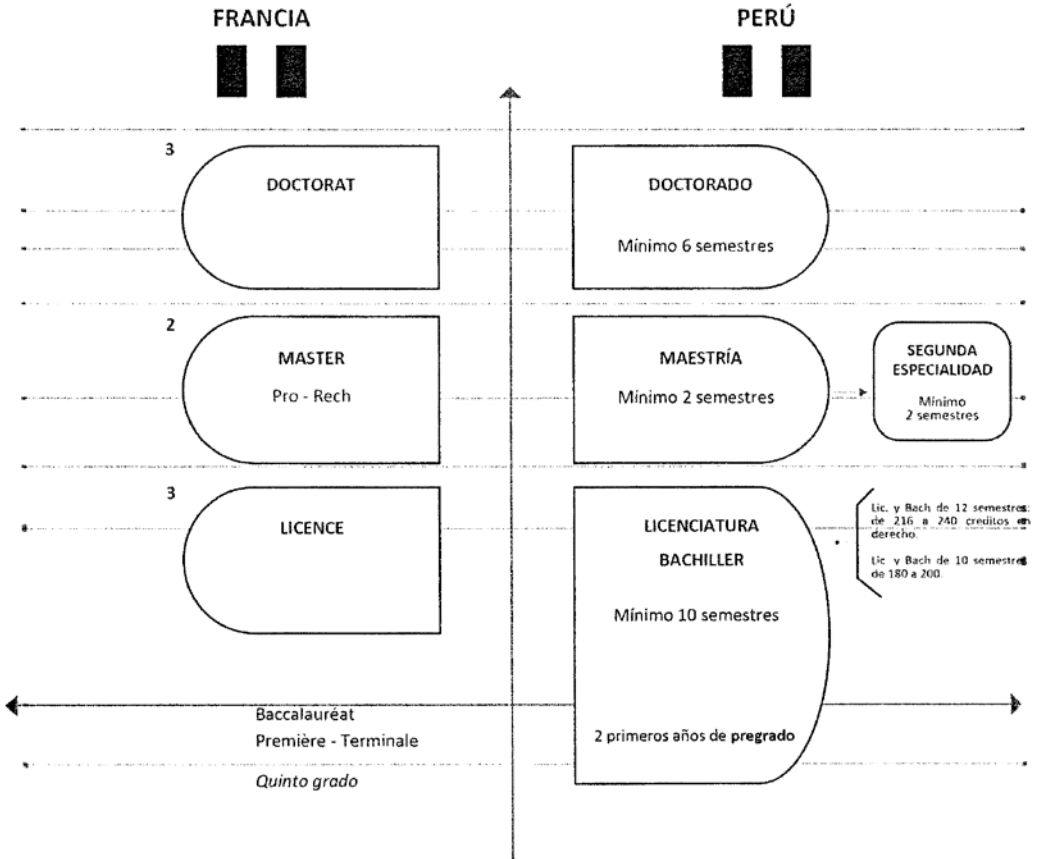 FRANCIA
PERÚ
3
DOCTORAT
DOCTORADO
Mínimo 6 semestres
2
MASTER
Pro - Rech
MAESTRÍA
Mínimo 2 semestres
SEGUNDA
ESPECIALIDAD
Mínimo
2 semestres
3
LICENCE
LICENCIATURA
BACHILLER
Mínimo 10 semestres
2 primeros años de pregrado
Lic. y Bach de 12 semestres:
de 216 a 240 creditos en
derecho.
Lic y Bach de 10 semestres
de 180 a 200.
Baccalauréat
Première - Terminale
Quinto grado